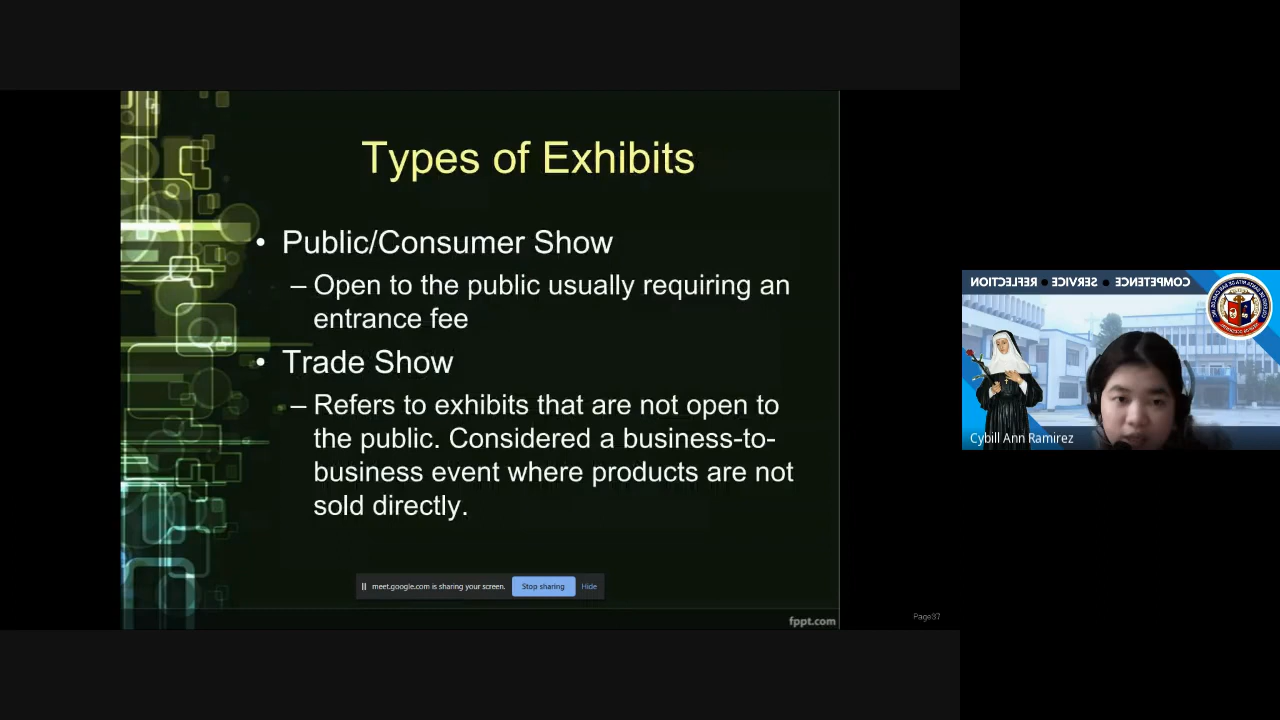 Types of Exhibits
• Public/Consumer Show
– Open to the public usually requiring an
entrance fee
• Trade Show
– Refers to exhibits that are not open to
the public. Considered a business-to-
business event where products are not
sold directly.
meet.google.com is sharing your screen. Stop sharing Hide
fppt.com
Page37
COMPETENCE • SERVICE • REFLECTION
Cybill Ann Ramirez